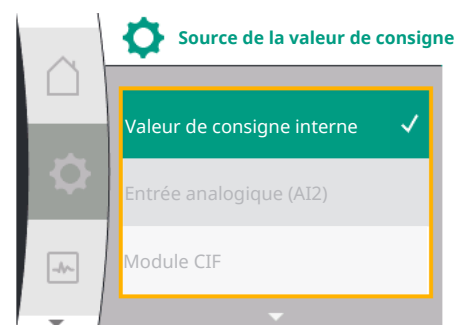 Source de la valeur de consigne
Valeur de consigne interne
Entrée analogique (AI2)
Module CIF